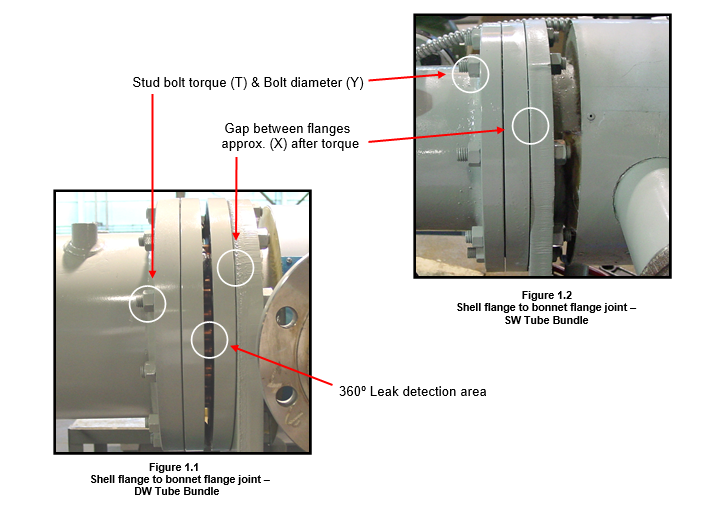 Stud bolt torque (T) & Bolt diameter (Y)
Gap between flanges
approx. (X) after torque
Figure 1.2
Shell flange to bonnet flange joint –
SW Tube Bundle
360º Leak detection area
Figure 1.1
Shell flange to bonnet flange joint –
DW Tube Bundle